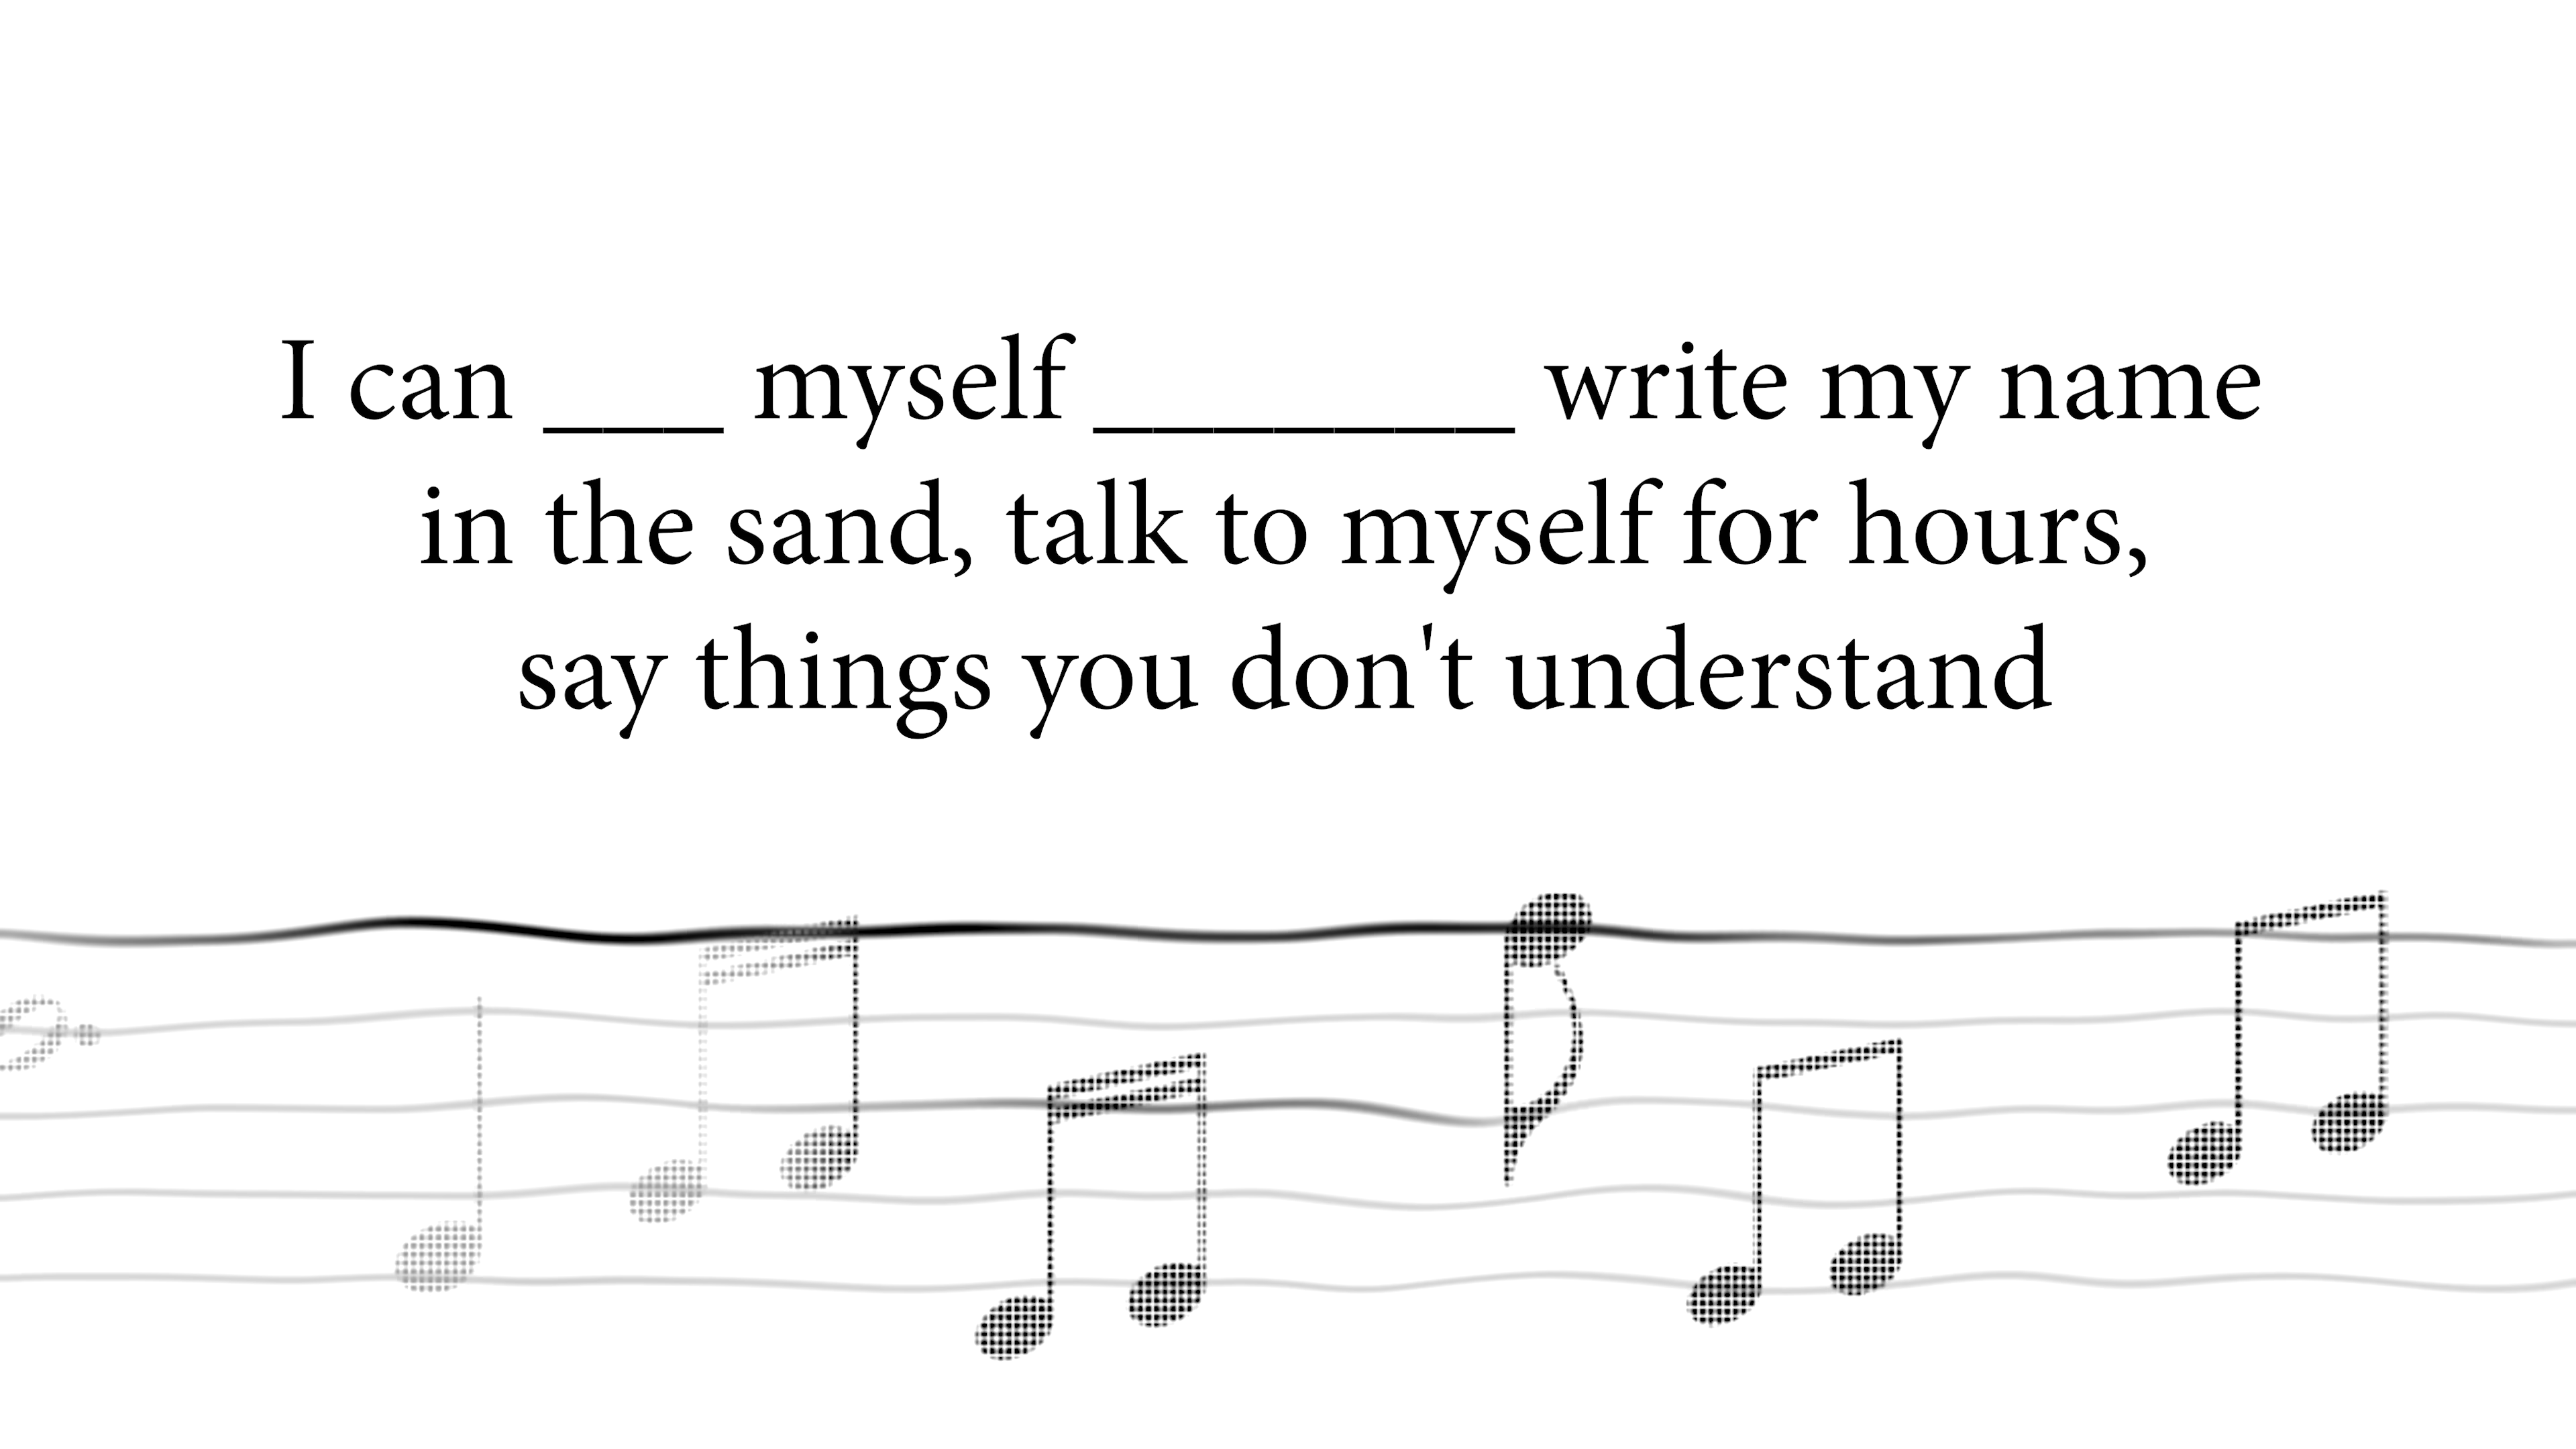 I can ___ myself _______ write my name
in the sand, talk to myself for hours,
say things you don't understand